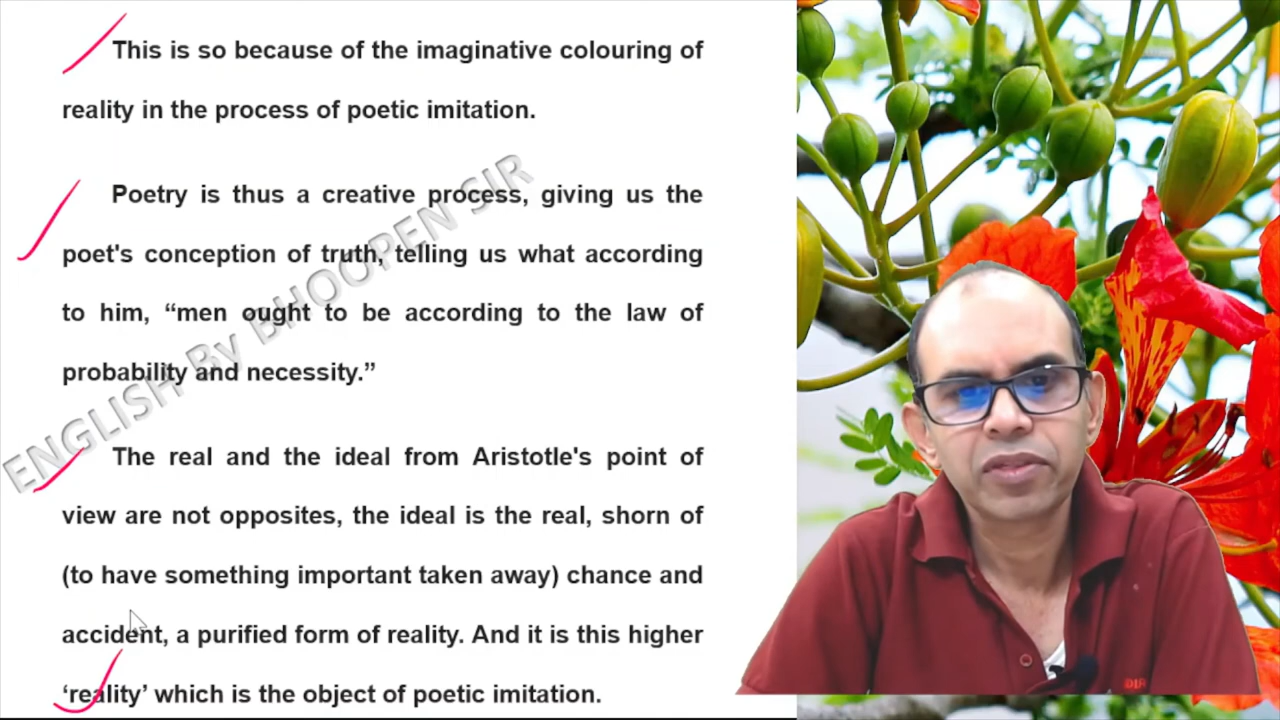 This is so because of the imaginative colouring of
reality in the process of poetic imitation.
Poetry is thus a creative process, giving us the
poet's conception of truth, telling us what according
to him, “men ought to be according to the law of
probability and necessity.”
The real and the ideal from Aristotle's point of
view are not opposites, the ideal is the real, shorn of
(to have something important taken away) chance and
accident, a purified form of reality. And it is this higher
‘reality’ which is the object of poetic imitation.
ENGLISH By BHOOPEN SIR